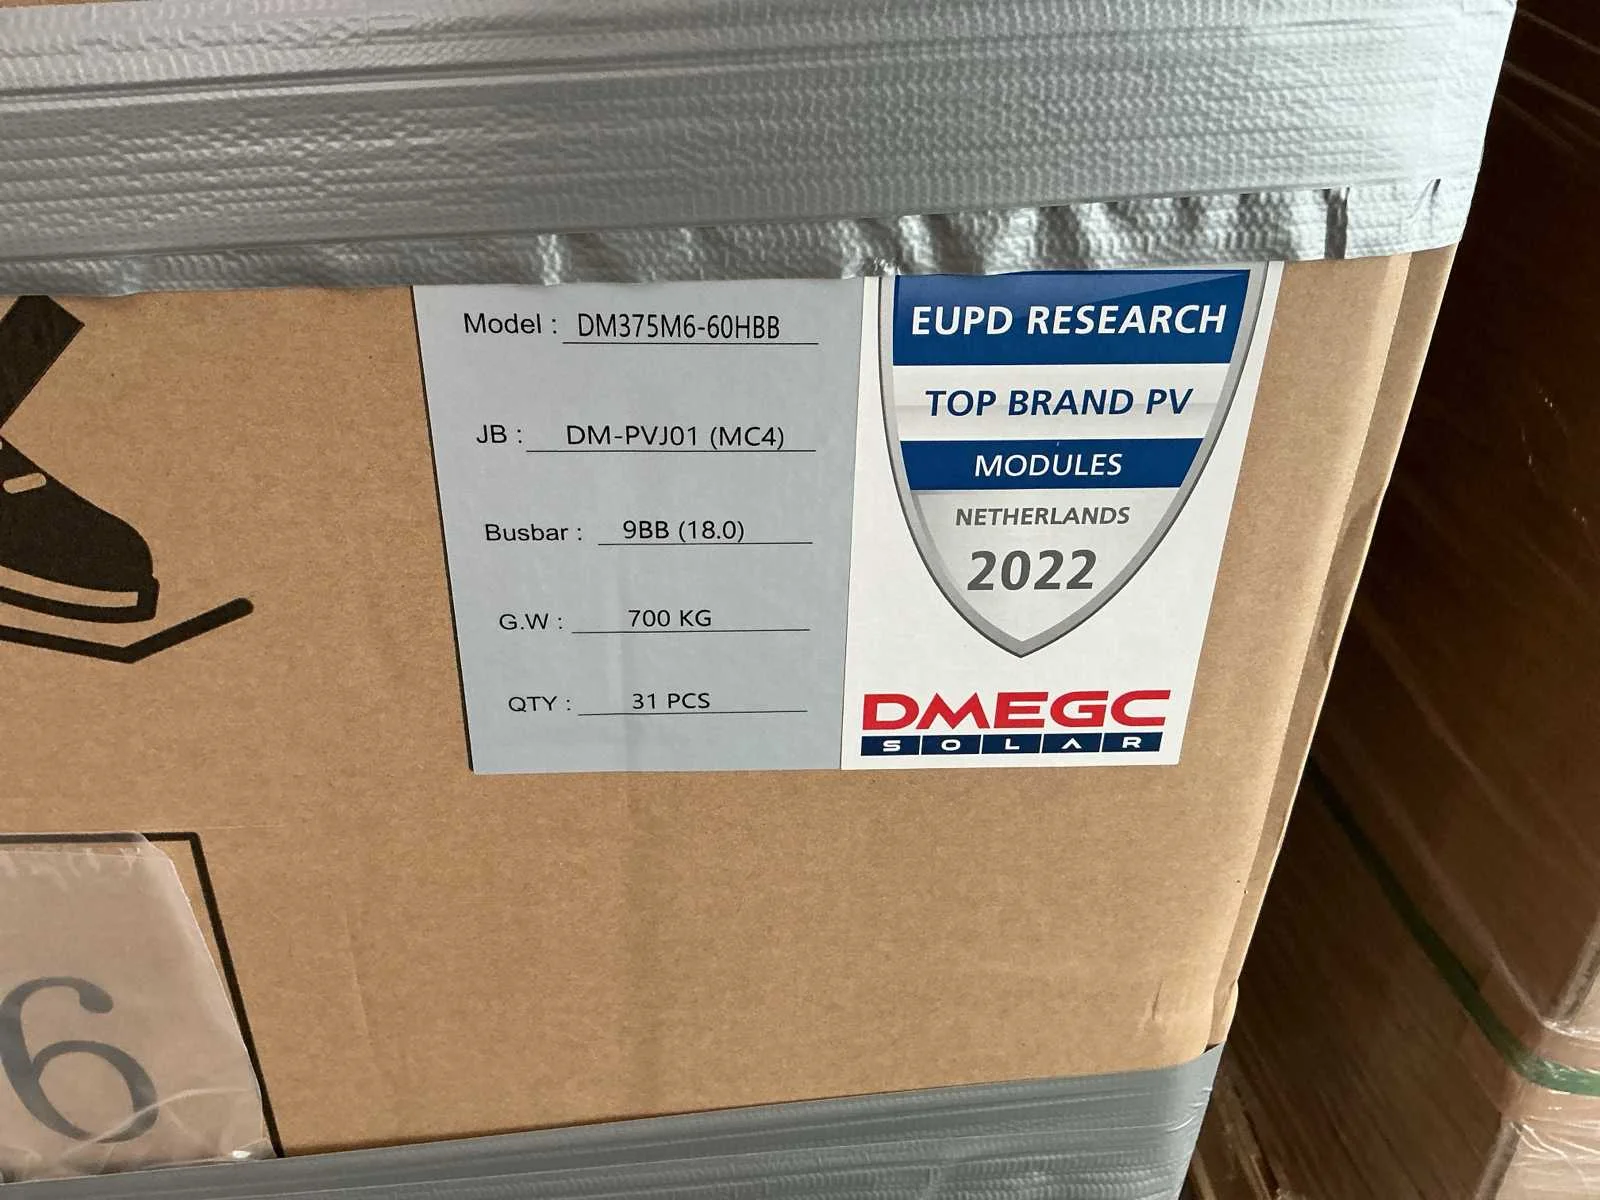 Model : DM375M6-60HBB
JB : DM-PVJ01 (MC4)
Busbar : 9BB (18.0)
G.W : 700 KG
QTY : 31 PCS
EUPD RESEARCH
TOP BRAND PV
MODULES
NETHERLANDS
2022
DMEGC
SOLAR
6